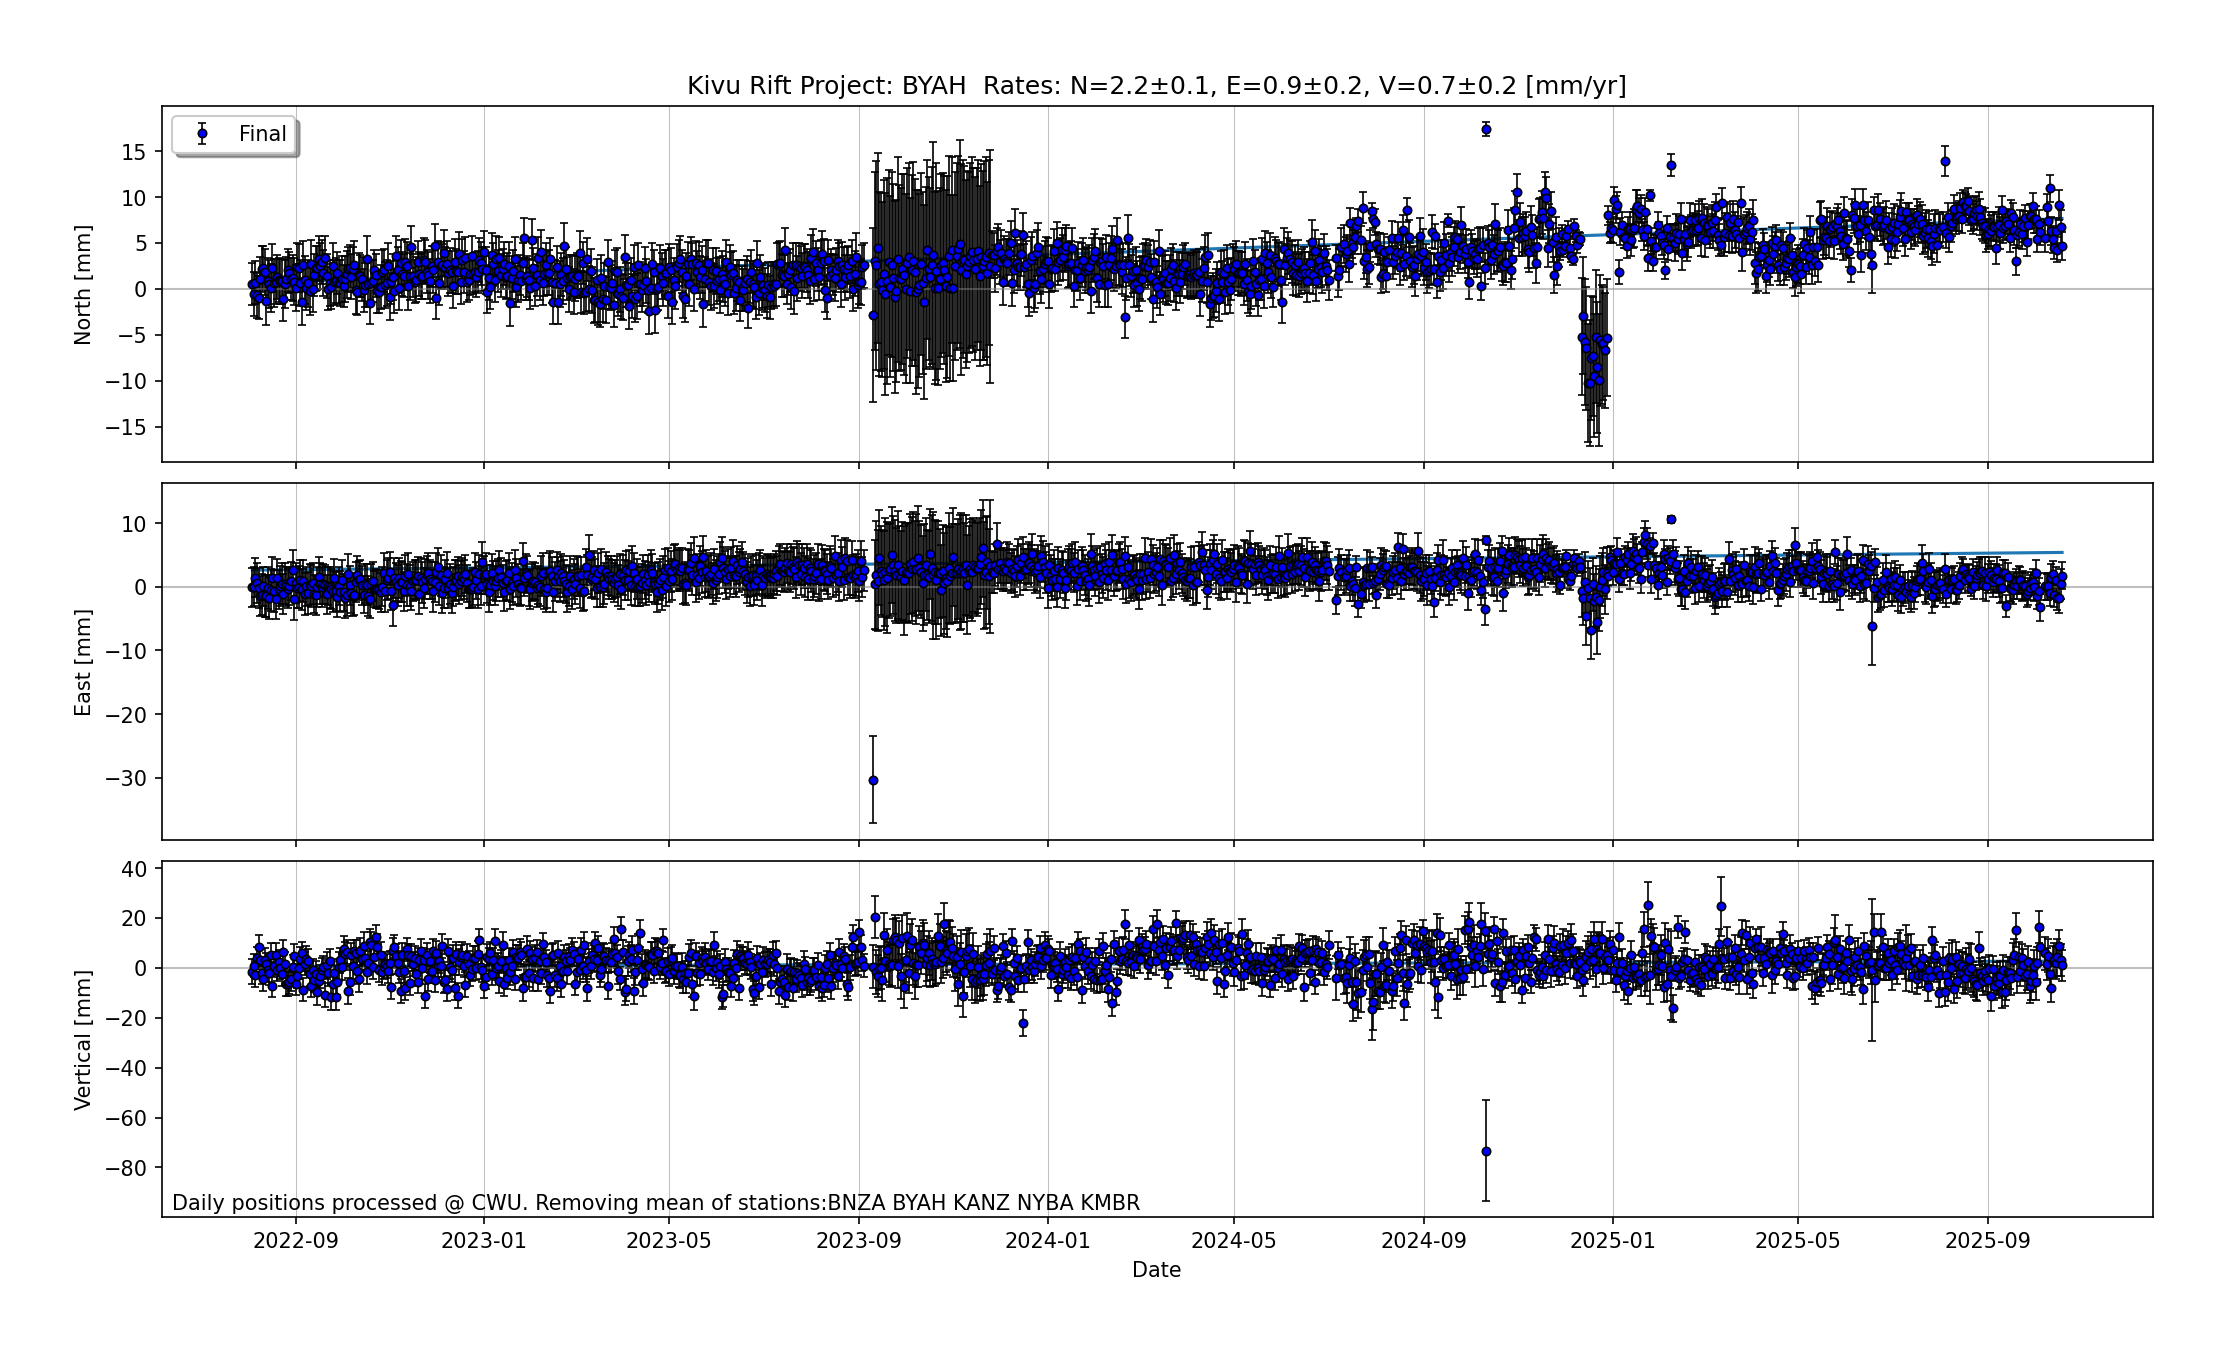 Kivu Rift Project: BYAH  Rates: N=2.2±0.1, E=0.9±0.2, V=0.7±0.2 [mm/yr]
Final
15
10
5
0
−5
−10
−15
North [mm]
10
0
−10
−20
−30
East [mm]
40
20
0
−20
−40
−60
−80
Vertical [mm]
Daily positions processed @ CWU. Removing mean of stations:BNZA BYAH KANZ NYBA KMBR
2022-09 2023-01 2023-05 2023-09 2024-01 2024-05 2024-09 2025-01 2025-05 2025-09
Date